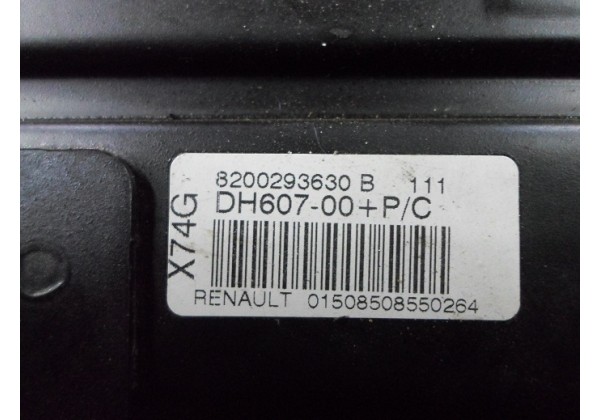 8200293630 B 111
DH607-00+P/C
X74G
RENAULT 01508508550264